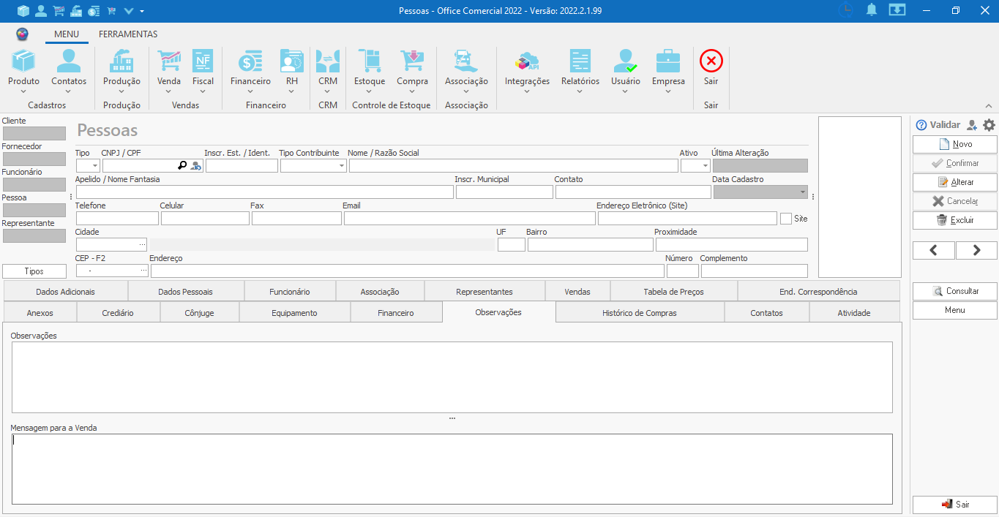 Pessoas - Office Comercial 2022 - Versão: 2022.2.1.99
MENU FERRAMENTAS
NF $ API
Produto Contatos Produção Venda Fiscal Financeiro RH CRM Estoque Compra Associação Integrações Relatórios Usuário Empresa Sair
Cadastros Produção Vendas Financeiro CRM Controle de Estoque Associação Sair
Cliente
Fornecedor
Funcionário
Pessoa
Representante
Tipos
Pessoas
Tipo CNPJ / CPF Inscr. Est. / Ident. Tipo Contribuinte Nome / Razão Social Ativo Última Alteração
Apelido / Nome Fantasia Inscr. Municipal Contato Data Cadastro
Telefone Celular Fax Email Endereço Eletrônico (Site)
Site
Cidade UF Bairro Proximidade
...
CEP - F2 Endereço Número Complemento
- ...
Validar
Novo
Confirmar
Alterar
Cancelar
Excluir
Consultar
Menu
Dados Adicionais Dados Pessoais Funcionário Associação Representantes Vendas Tabela de Preços End. Correspondência
Anexos Crediário Cônjuge Equipamento Financeiro Observações Histórico de Compras Contatos Atividade
Observações
...
Mensagem para a Venda
Sair